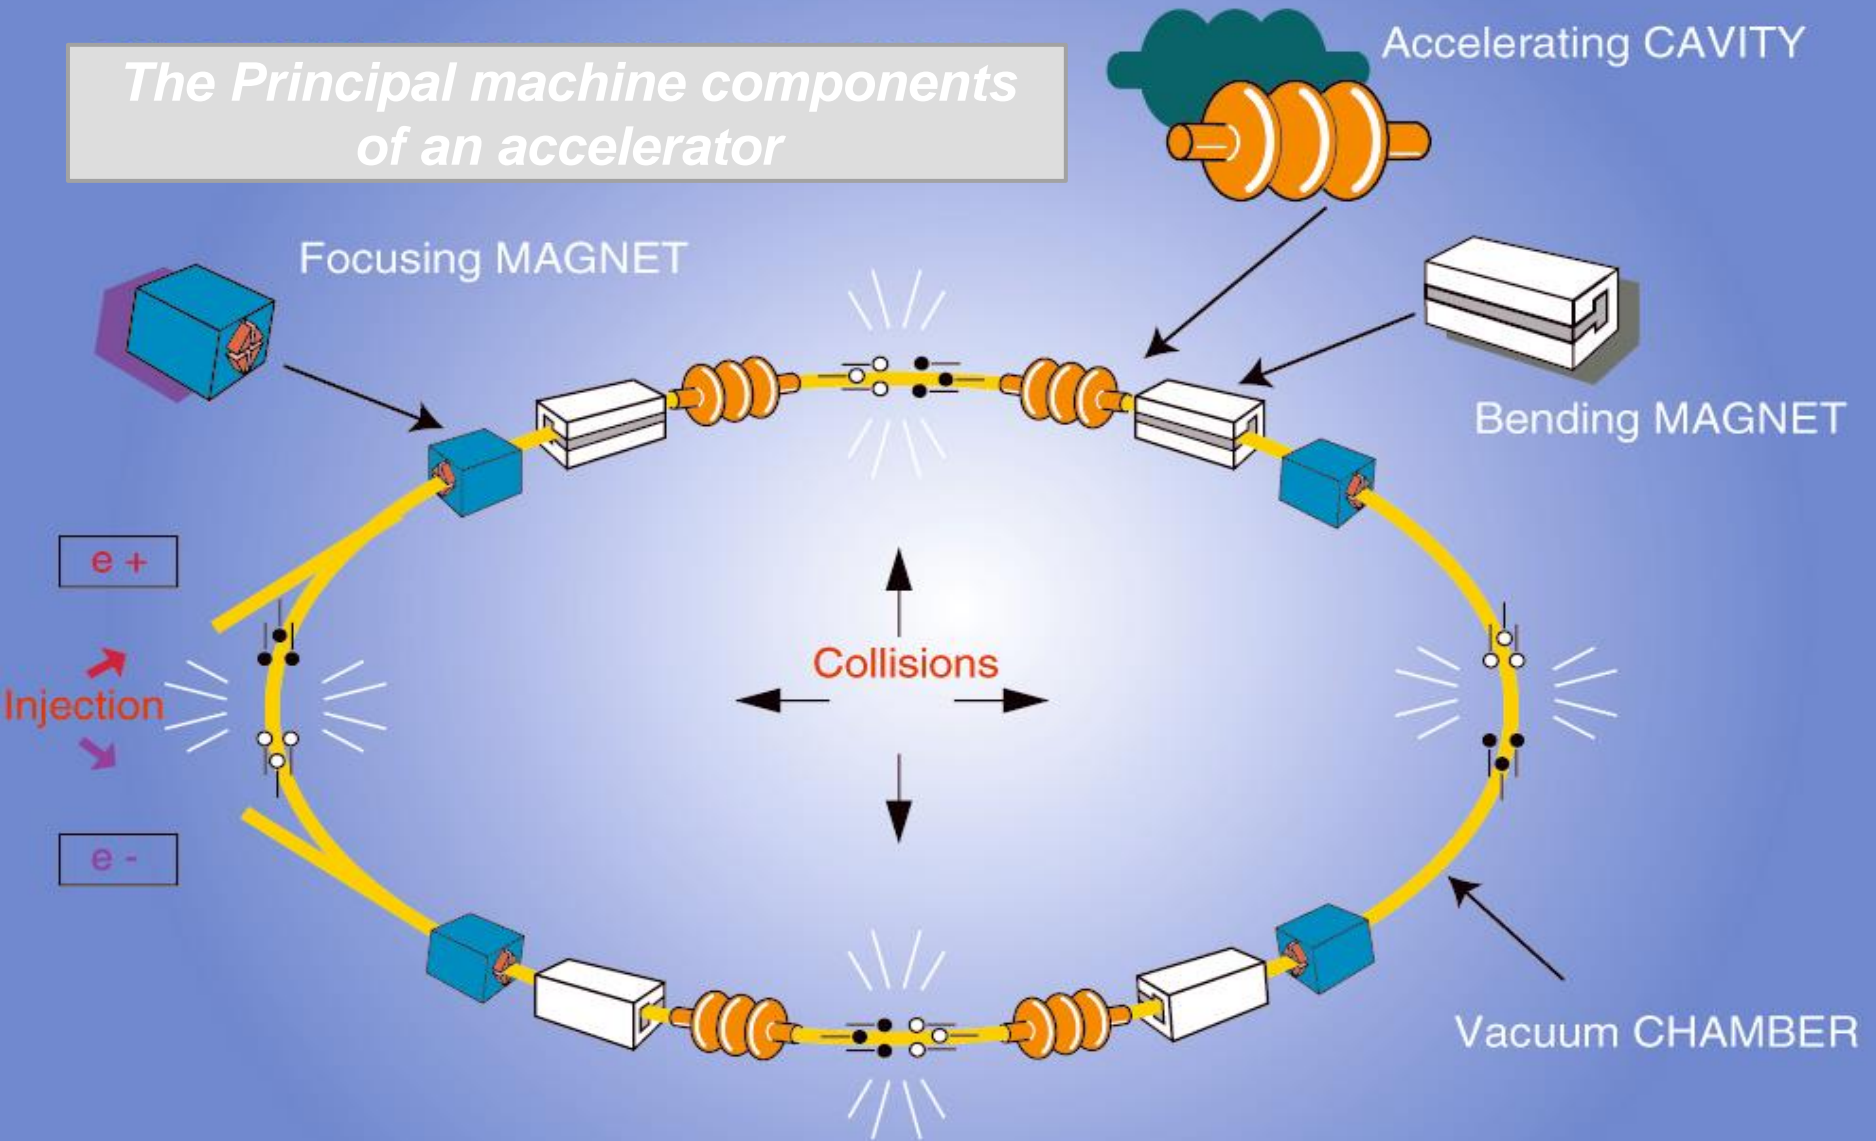 The Principal machine components
of an accelerator
Accelerating CAVITY
Focusing MAGNET
Bending MAGNET
e +
Injection
e -
Collisions
Vacuum CHAMBER